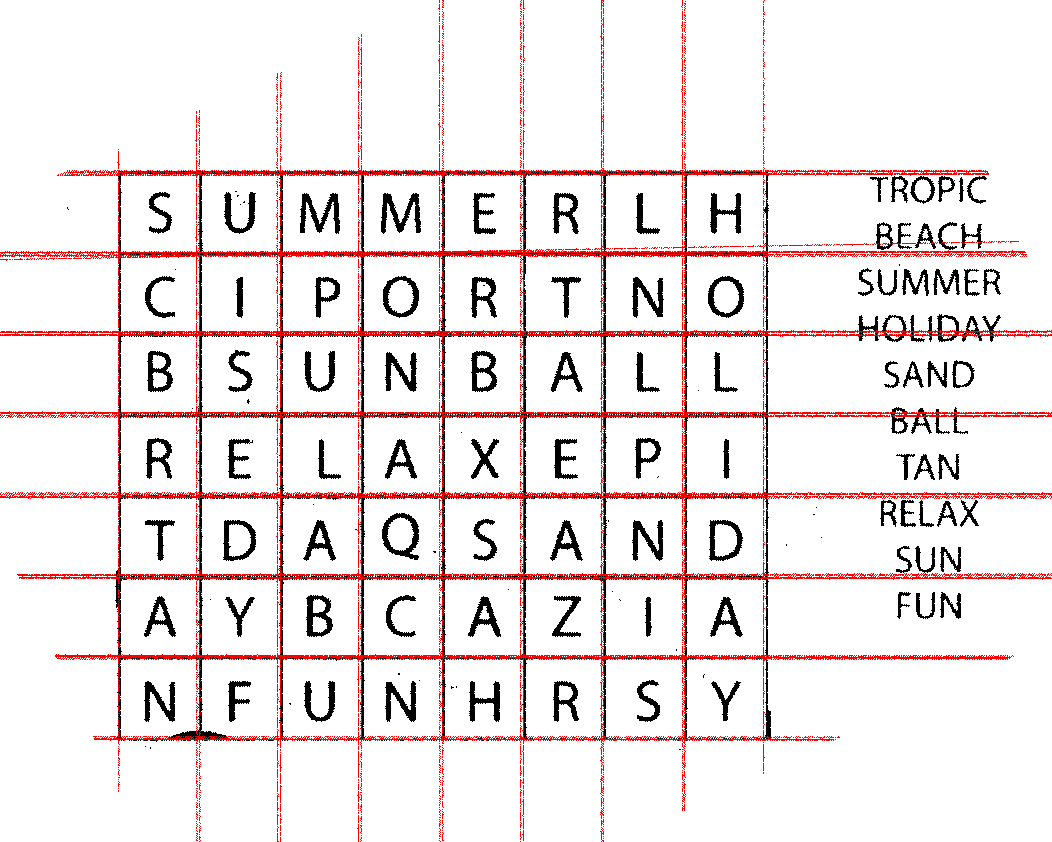 S U M M E R L H
C I P O R T N O
B S U N B A L L
R E L A X E P I
T D A Q S A N D
A Y B C A Z I A
N F U N H R S Y
TROPIC
BEACH
SUMMER
HOLIDAY
SAND
BALL
TAN
RELAX
SUN
FUN